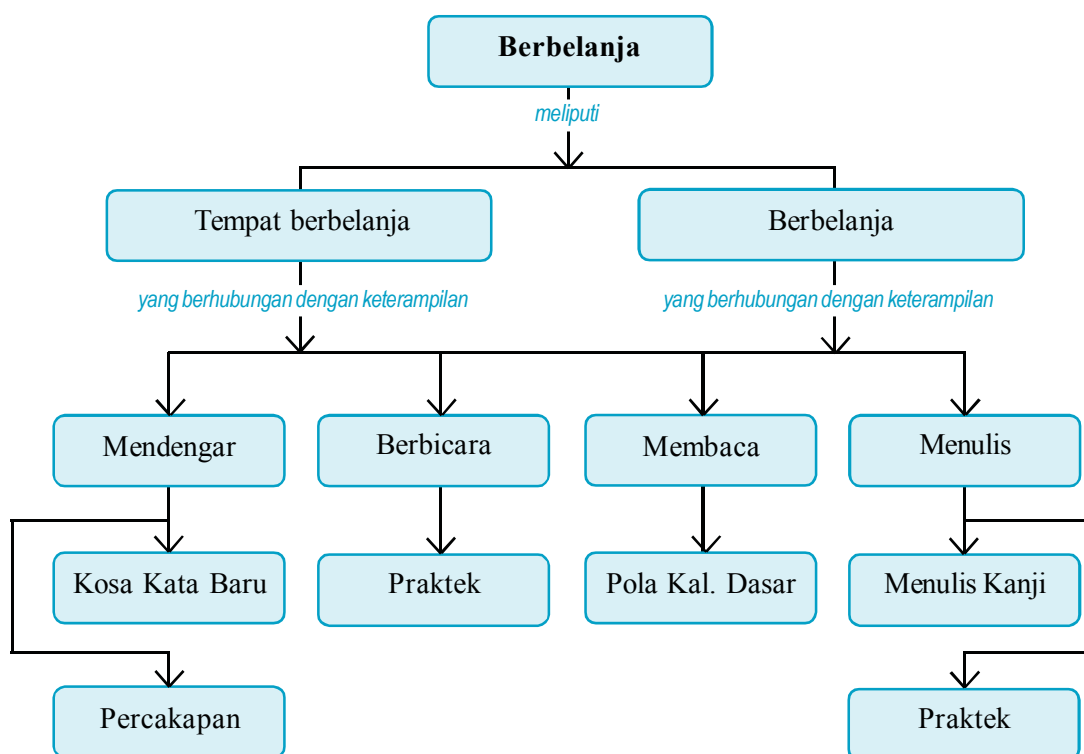 Berbelanja
meliputi
Tempat berbelanja
Berbelanja
yang berhubungan dengan keterampilan
yang berhubungan dengan keterampilan
Mendengar
Berbicara
Membaca
Menulis
Kosa Kata Baru
Praktek
Pola Kal. Dasar
Menulis Kanji
Percakapan
Praktek